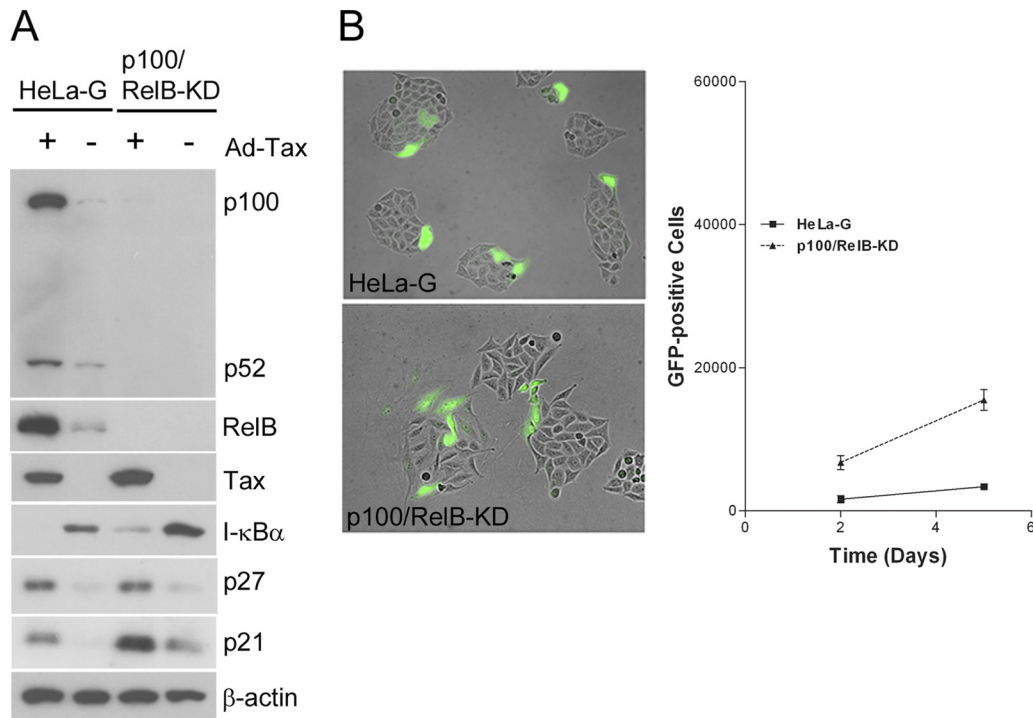 A
HeLa-G
p100/
RelB-KD
+ - + -
Ad-Tax
p100
p52
RelB
Tax
I-κBα
p27
p21
β-actin
B
HeLa-G
p100/RelB-KD
60000
40000
20000
0
GFP-positive Cells
HeLa-G
p100/RelB-KD
0 2 4 6
Time (Days)